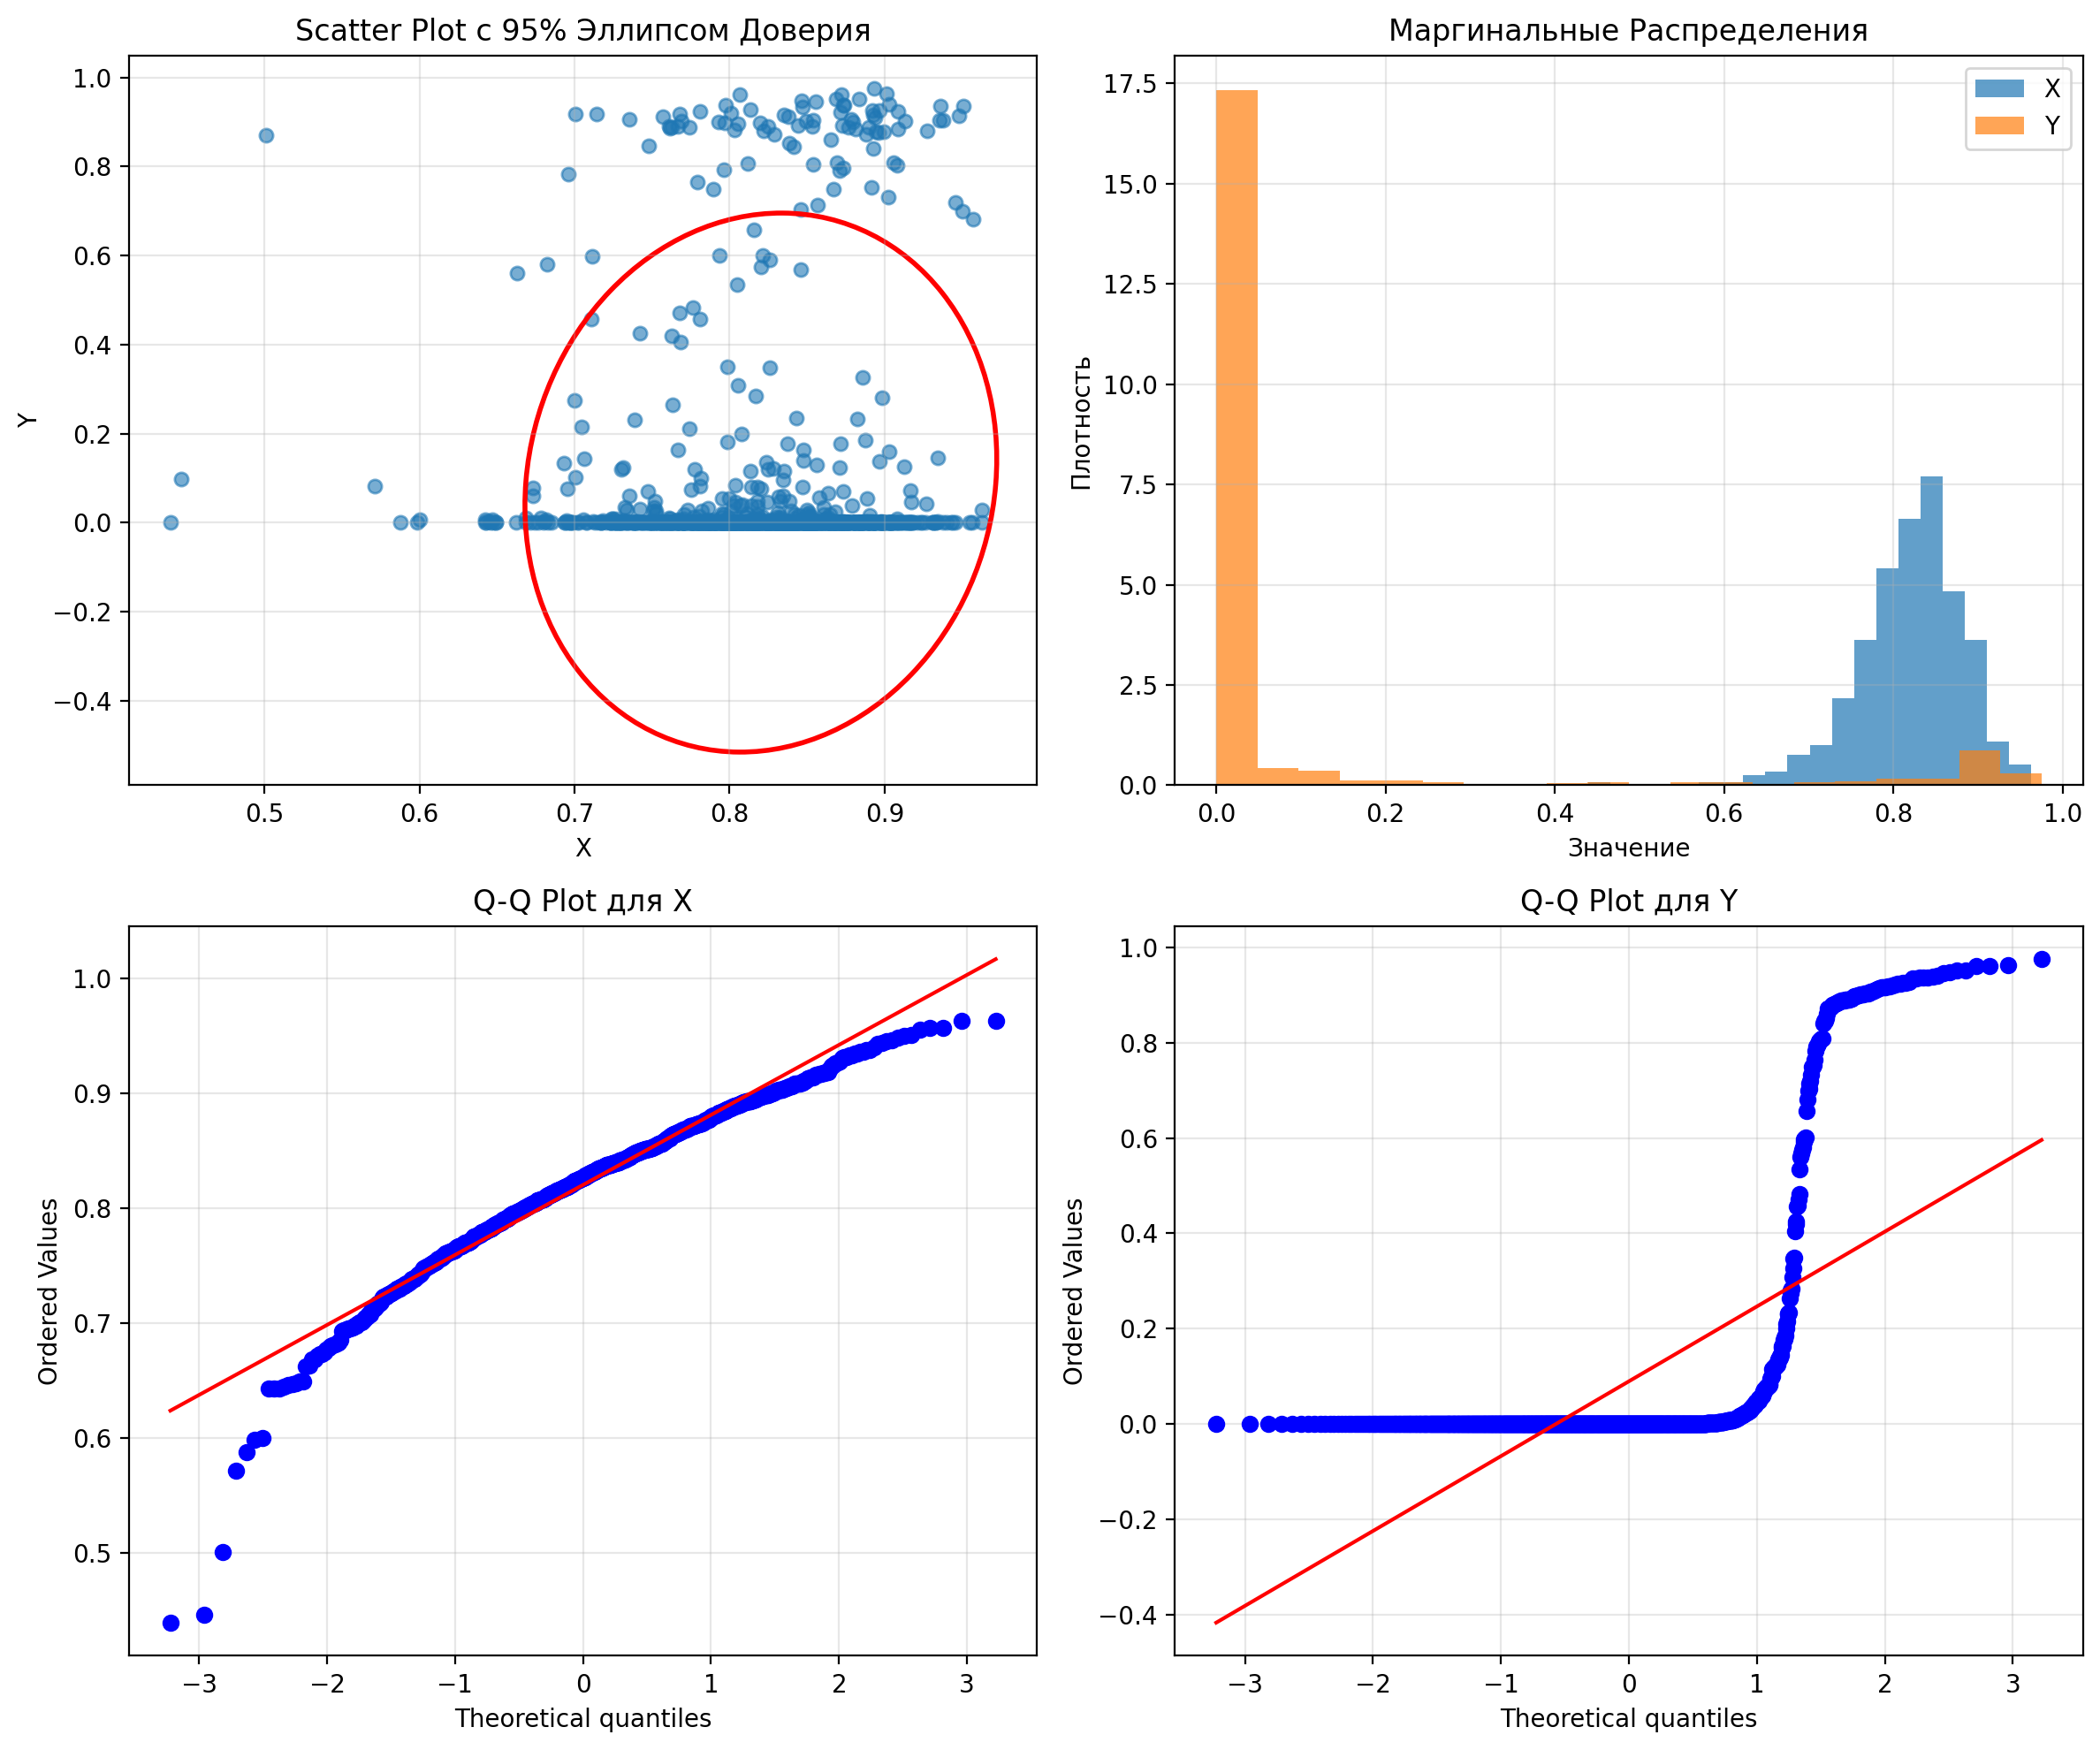 Scatter Plot с 95% Эллипсом Доверия
1.0
0.8
0.6
0.4
0.2
0.0
−0.2
−0.4
Y
0.5 0.6 0.7 0.8 0.9
X
Маргинальные Распределения
17.5
15.0
12.5
10.0
7.5
5.0
2.5
0.0
Плотность
X
Y
0.0 0.2 0.4 0.6 0.8 1.0
Значение
Q-Q Plot для X
1.0
0.9
0.8
0.7
0.6
0.5
Ordered Values
−3 −2 −1 0 1 2 3
Theoretical quantiles
Q-Q Plot для Y
1.0
0.8
0.6
0.4
0.2
0.0
−0.2
−0.4
Ordered Values
−3 −2 −1 0 1 2 3
Theoretical quantiles